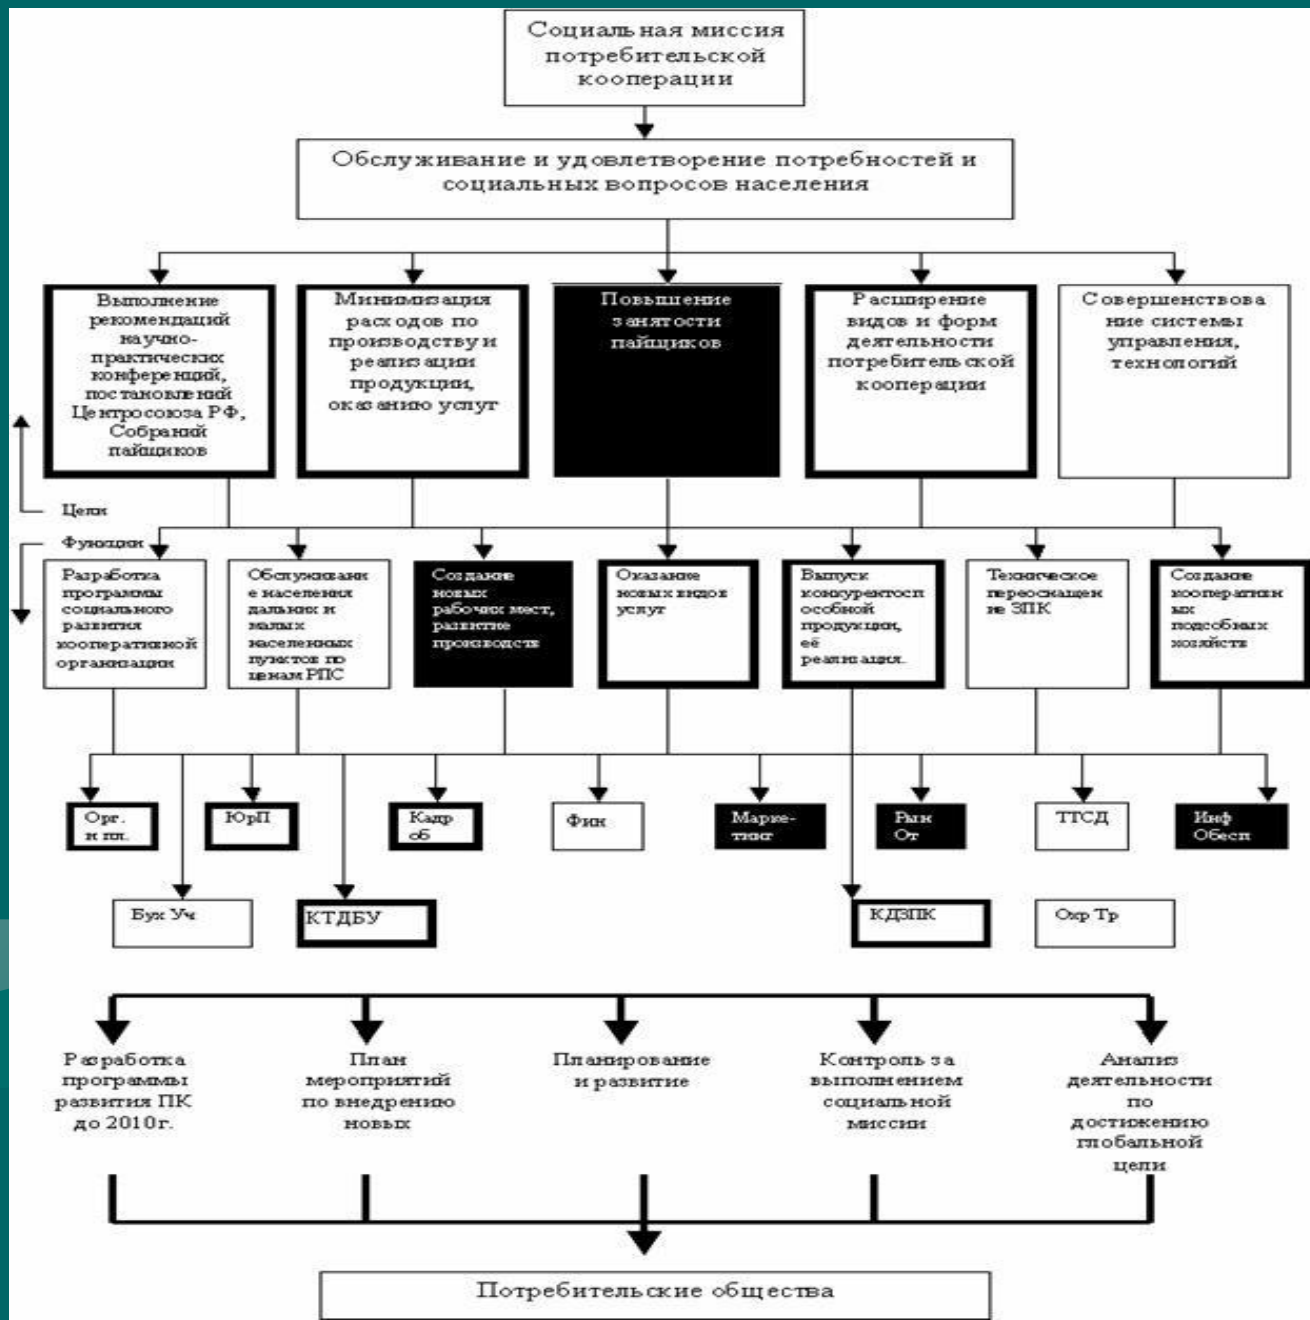 Социальная миссия
потребительской
кооперации
Обслуживание и удовлетворение потребностей и
социальных вопросов населения
Выполнение
рекомендаций
научно-
практических
конференций,
постановлений
Центросоюза РФ,
Собраний
пайщиков
Минимизация
расходов по
производству и
реализации
продукции,
оказанию услуг
Повышение
занятости
пайщиков
Расширение
видов и форм
деятельности
потребительской
кооперации
Совершенствова
ние системы
управления,
технологий
Цели
Функции
Разработка
программы
социального
развития
кооперативной
организации
Обслуживани
е населения
дальних и
малых
населенных
пунктов по
ценам РПС
Создание
новых
рабочих мест,
развитие
производств
Оказание
новых видов
услуг
Выпуск
конкурентосп
особной
продукции,
её
реализация.
Техническое
переоснащен
ие ЗПК
Создание
кооперативн
ых
подсобных
хозяйств
Орг.
и пл.
ЮрП
Кадр
об
Фин
Марке-
тинг
Рын
От
ТТСД
Инф
Обесп
Бух Уч
КТДБУ
КДЗПК
Охр Тр
Разработка
программы
развития ПК
до 2010г.
План
мероприятий
по внедрению
новых
Планирование
и развитие
Контроль за
выполнением
социальной
миссии
Анализ
деятельности
по
достижению
глобальной
цели
Потребительские общества